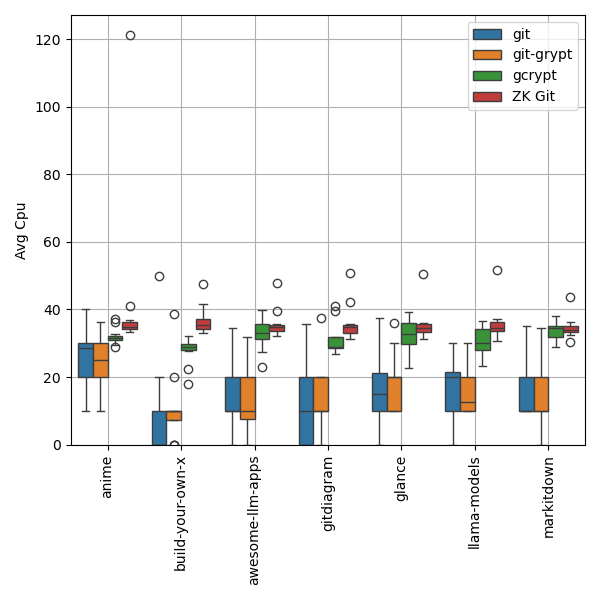 120
100
80
60
40
20
0
Avg Cpu
git
git-grypt
gcrypt
ZK Git
anime
build-your-own-x
awesome-llm-apps
gitdiagram
glance
llama-models
markitdown